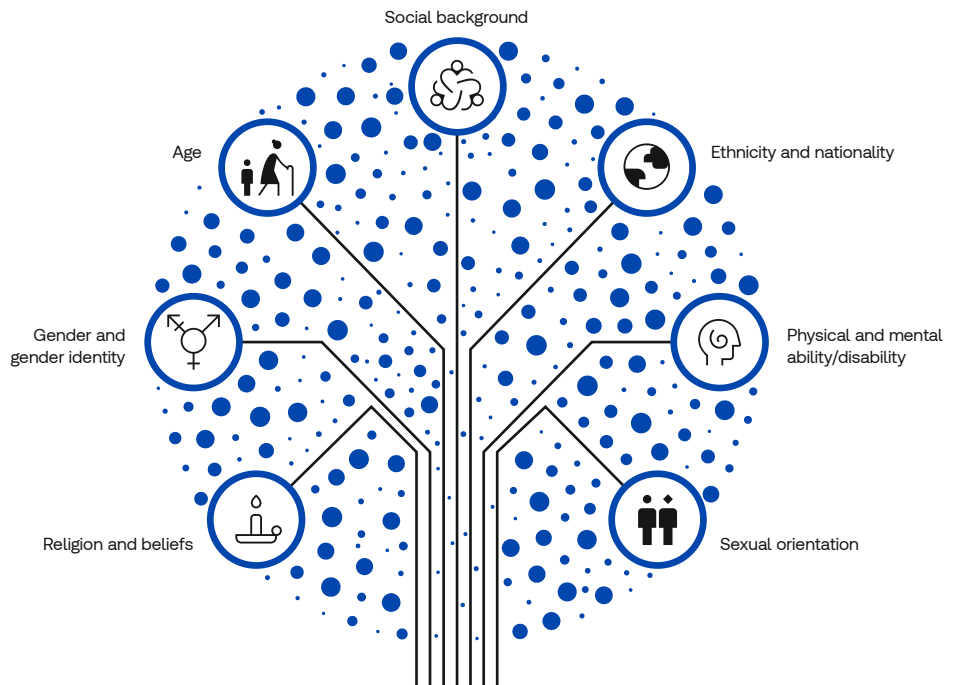 Social background
Age
Ethnicity and nationality
Gender and
gender identity
Physical and mental
ability/disability
Religion and beliefs
Sexual orientation